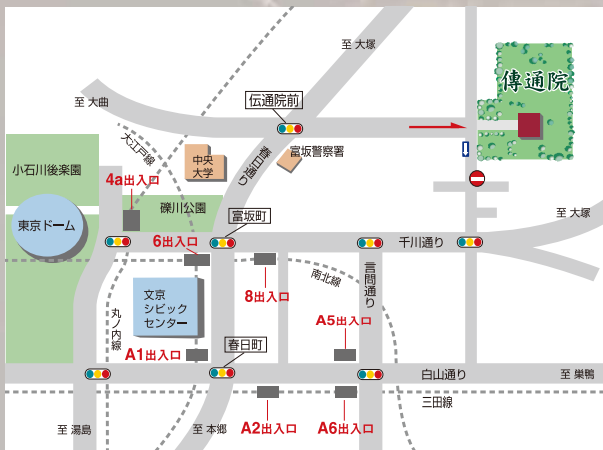 至 大塚
傳通院
至 大曲
伝通院前
大江戸線
中央
大学
春日通り
富坂警察署
小石川後楽園
4a出入口
礫川公園
東京ドーム
富坂町
至 大塚
6出入口
千川通り
8出入口
南北線
言問通り
文京
シビック
センター
丸ノ内線
A5出入口
A1出入口
春日町
白山通り
至 巣鴨
三田線
至 湯島
至 本郷
A2出入口
A6出入口